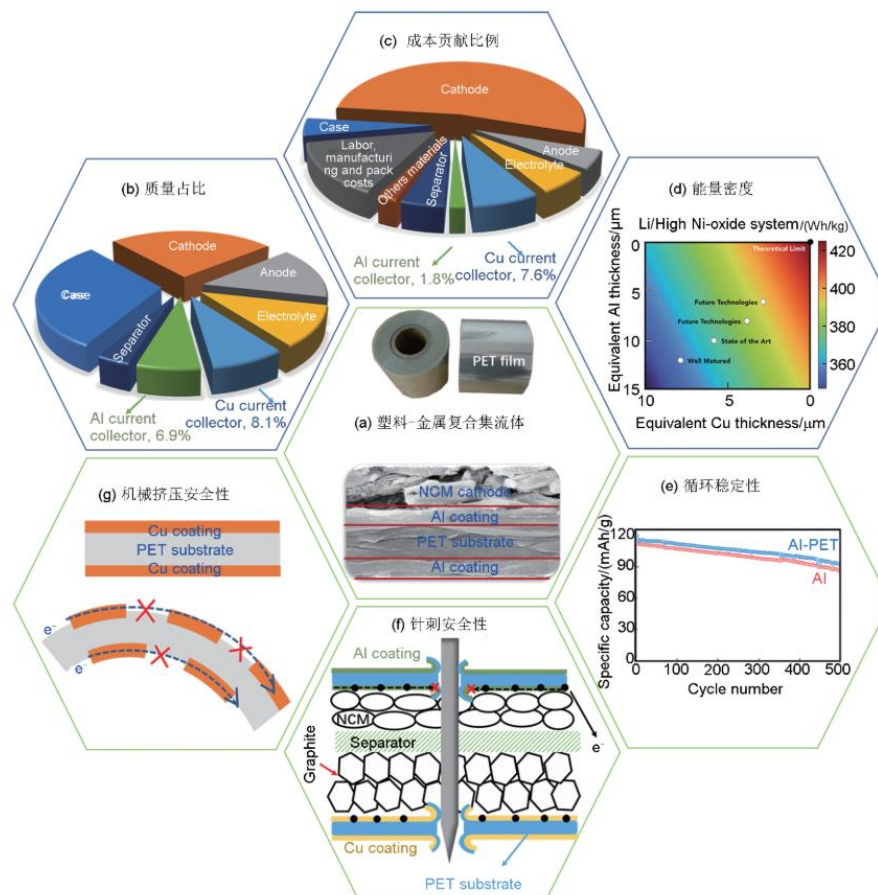 (c) 成本贡献比例
Cathode
Case
Labor,
manufacturi
ng and pack
costs
Others materials
Separator
Electrolyte
Anode
Al current
collector, 1.8%
Cu current
collector, 7.6%
(b) 质量占比
Cathode
Case
Anode
Electrolyte
Separator
Al current
collector, 6.9%
Cu current
collector, 8.1%
(d) 能量密度
Li/High Ni-oxide system/(Wh/kg)
Theoretical Limit
Future Technologies
Future Technologies
State of the Art
Well Matured
Equivalent Al thickness/μm
0
5
10
15
10
5
0
Equivalent Cu thickness/μm
420
400
380
360
PET film
(a) 塑料-金属复合集流体
NCM cathode
Al coating
PET substrate
Al coating
(g) 机械挤压安全性
Cu coating
PET substrate
Cu coating
e-
e-
(e) 循环稳定性
Specific capacity/(mAh/g)
120
90
60
30
0
Al-PET
Al
0
100
200
300
400
500
Cycle number
(f) 针刺安全性
Al coating
NCM
Separator
e-
Graphite
Cu coating
PET substrate